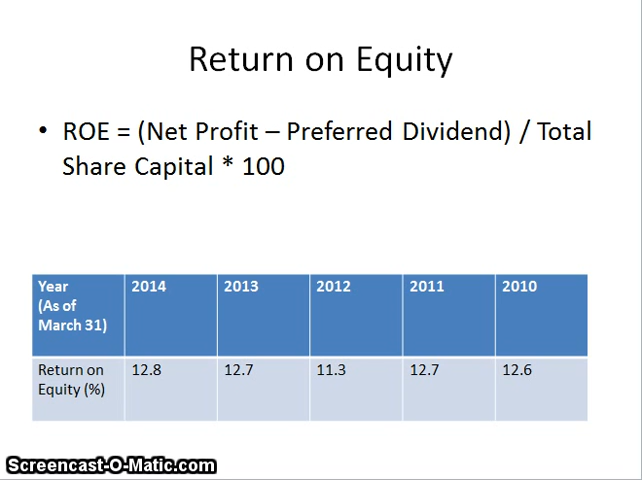 Return on Equity
• ROE = (Net Profit – Preferred Dividend) / Total
Share Capital * 100
Year (As of March 31) 2014 2013 2012 2011 2010
Return on Equity (%) 12.8 12.7 11.3 12.7 12.6
Screencast-O-Matic.com